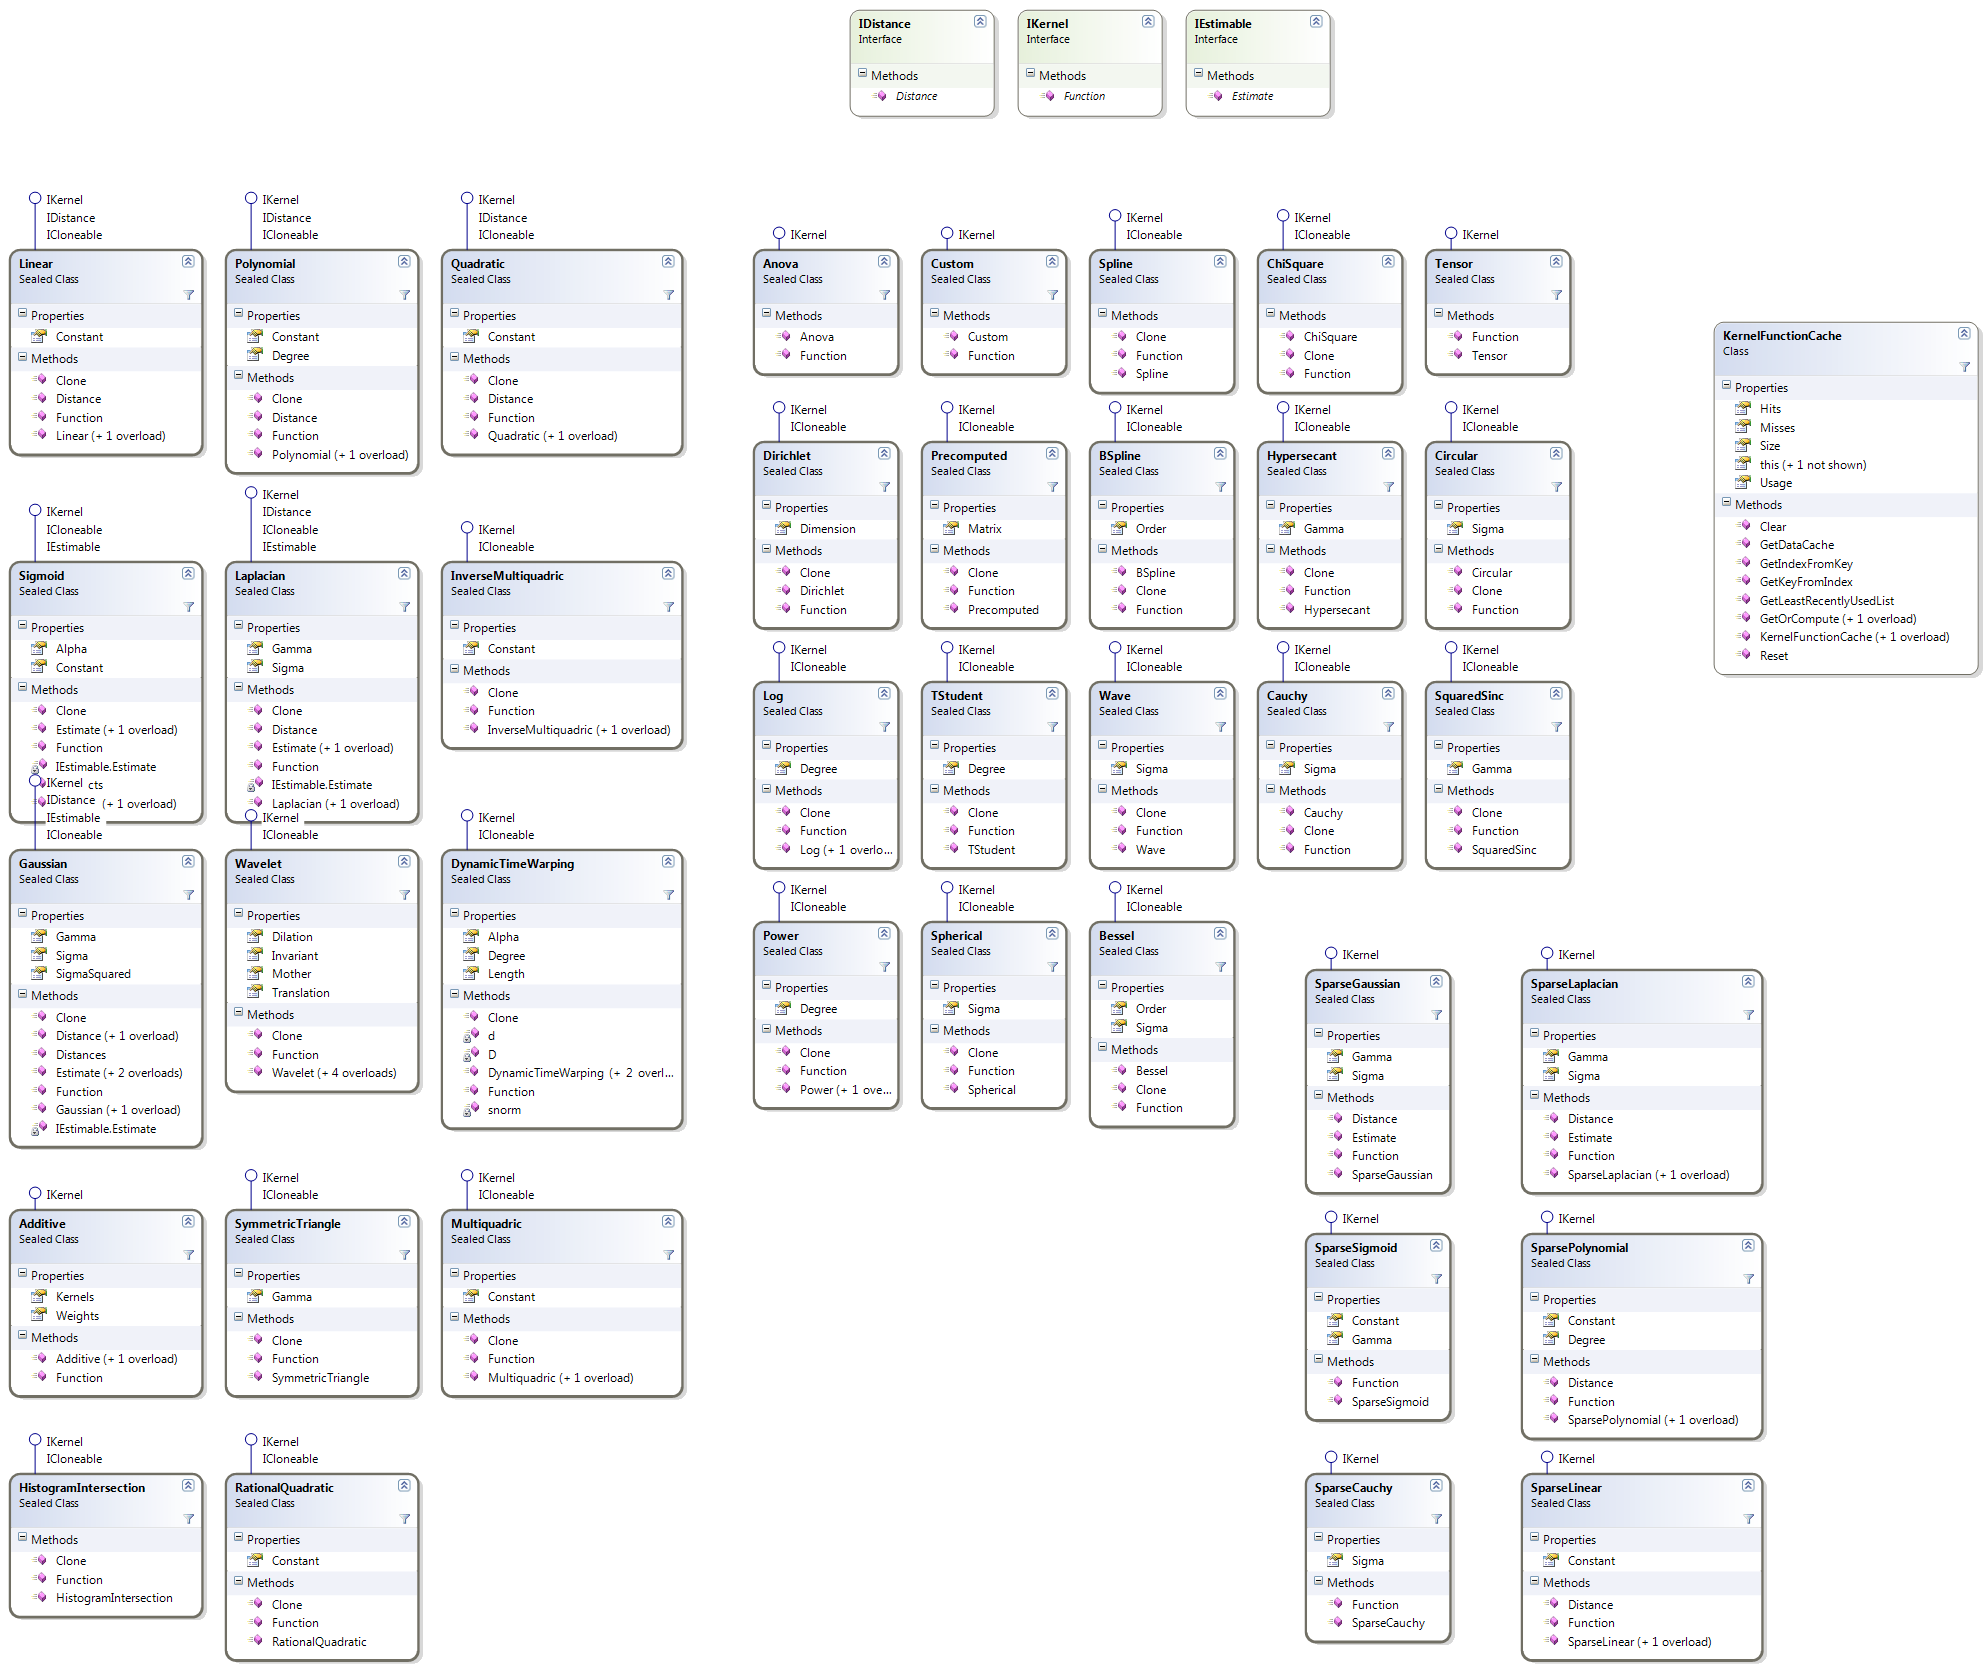 IDistance
Interface
Methods
Distance
IKernel
Interface
Methods
Function
IEstimable
Interface
Methods
Estimate
IKernel
IDistance
ICloneable
Linear
Sealed Class
Properties
Constant
Methods
Clone
Distance
Function
Linear (+ 1 overload)
IKernel
IDistance
ICloneable
Polynomial
Sealed Class
Properties
Constant
Degree
Methods
Clone
Distance
Function
Polynomial (+ 1 overload)
IKernel
IDistance
ICloneable
Quadratic
Sealed Class
Properties
Constant
Methods
Clone
Distance
Function
Quadratic (+ 1 overload)
IKernel
Anova
Sealed Class
Methods
Anova
Function
IKernel
Custom
Sealed Class
Methods
Custom
Function
IKernel
ICloneable
Spline
Sealed Class
Methods
Clone
Function
Spline
IKernel
ICloneable
ChiSquare
Sealed Class
Methods
ChiSquare
Clone
Function
IKernel
Tensor
Sealed Class
Methods
Function
Tensor
KernelFunctionCache
Class
Properties
Hits
Misses
Size
this (+ 1 not shown)
Usage
Methods
Clear
GetDataCache
GetIndexFromKey
GetKeyFromIndex
GetLeastRecentlyUsedList
GetOrCompute (+ 1 overload)
KernelFunctionCache (+ 1 overload)
Reset
IKernel
ICloneable
Dirichlet
Sealed Class
Properties
Dimension
Methods
Clone
Dirichlet
Function
IKernel
ICloneable
Precomputed
Sealed Class
Properties
Matrix
Methods
Clone
Function
Precomputed
IKernel
ICloneable
BSpline
Sealed Class
Properties
Order
Methods
BSpline
Clone
Function
IKernel
ICloneable
Hypersecant
Sealed Class
Properties
Gamma
Methods
Clone
Function
Hypersecant
IKernel
ICloneable
Circular
Sealed Class
Properties
Sigma
Methods
Circular
Clone
Function
IKernel
ICloneable
IEstimable
Sigmoid
Sealed Class
Properties
Alpha
Constant
Methods
Clone
Estimate (+ 1 overload)
Function
IEstimable.Estimate
cts
(+ 1 overload)
IKernel
IDistance
ICloneable
IEstimable
Laplacian
Sealed Class
Properties
Gamma
Sigma
Methods
Clone
Distance
Estimate (+ 1 overload)
Function
IEstimable.Estimate
Laplacian (+ 1 overload)
IKernel
ICloneable
InverseMultiquadric
Sealed Class
Properties
Constant
Methods
Clone
Function
InverseMultiquadric (+ 1 overload)
IKernel
ICloneable
Log
Sealed Class
Properties
Degree
Methods
Clone
Function
Log (+ 1 overlo...
IKernel
ICloneable
TStudent
Sealed Class
Properties
Degree
Methods
Clone
Function
TStudent
IKernel
ICloneable
Wave
Sealed Class
Properties
Sigma
Methods
Clone
Function
Wave
IKernel
ICloneable
Cauchy
Sealed Class
Properties
Sigma
Methods
Cauchy
Clone
Function
IKernel
ICloneable
SquaredSinc
Sealed Class
Properties
Gamma
Methods
Clone
Function
SquaredSinc
IKernel
IDistance
IEstimable
ICloneable
Gaussian
Sealed Class
Properties
Gamma
Sigma
SigmaSquared
Methods
Clone
Distance (+ 1 overload)
Distances
Estimate (+ 2 overloads)
Function
Gaussian (+ 1 overload)
IEstimable.Estimate
IKernel
ICloneable
Wavelet
Sealed Class
Properties
Dilation
Invariant
Mother
Translation
Methods
Clone
Function
Wavelet (+ 4 overloads)
IKernel
ICloneable
DynamicTimeWarping
Sealed Class
Properties
Alpha
Degree
Length
Methods
Clone
d
D
DynamicTimeWarping (+ 2 overl...
Function
snorm
IKernel
ICloneable
Power
Sealed Class
Properties
Degree
Methods
Clone
Function
Power (+ 1 ove...
IKernel
ICloneable
Spherical
Sealed Class
Properties
Sigma
Methods
Clone
Function
Spherical
IKernel
ICloneable
Bessel
Sealed Class
Properties
Order
Sigma
Methods
Bessel
Clone
Function
IKernel
SparseGaussian
Sealed Class
Properties
Gamma
Sigma
Methods
Distance
Estimate
Function
SparseGaussian
IKernel
SparseLaplacian
Sealed Class
Properties
Gamma
Sigma
Methods
Distance
Estimate
Function
SparseLaplacian (+ 1 overload)
IKernel
Additive
Sealed Class
Properties
Kernels
Weights
Methods
Additive (+ 1 overload)
Function
IKernel
ICloneable
SymmetricTriangle
Sealed Class
Properties
Gamma
Methods
Clone
Function
SymmetricTriangle
IKernel
ICloneable
Multiquadric
Sealed Class
Properties
Constant
Methods
Clone
Function
Multiquadric (+ 1 overload)
IKernel
SparseSigmoid
Sealed Class
Properties
Constant
Gamma
Methods
Function
SparseSigmoid
IKernel
SparsePolynomial
Sealed Class
Properties
Constant
Degree
Methods
Distance
Function
SparsePolynomial (+ 1 overload)
IKernel
ICloneable
HistogramIntersection
Sealed Class
Methods
Clone
Function
HistogramIntersection
IKernel
ICloneable
RationalQuadratic
Sealed Class
Properties
Constant
Methods
Clone
Function
RationalQuadratic
IKernel
SparseCauchy
Sealed Class
Properties
Sigma
Methods
Function
SparseCauchy
IKernel
SparseLinear
Sealed Class
Properties
Constant
Methods
Distance
Function
SparseLinear (+ 1 overload)